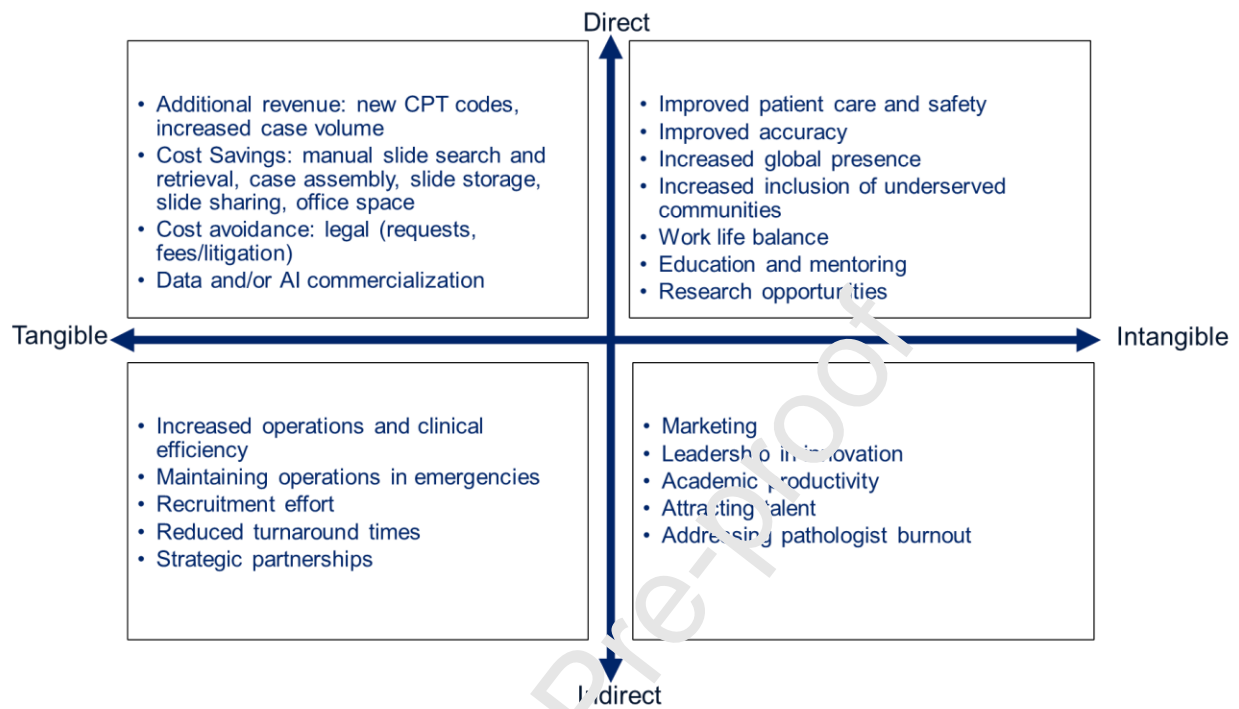 Direct
• Additional revenue: new CPT codes,
increased case volume
• Cost Savings: manual slide search and
retrieval, case assembly, slide storage,
slide sharing, office space
• Cost avoidance: legal (requests,
fees/litigation)
• Data and/or AI commercialization
• Improved patient care and safety
• Improved accuracy
• Increased global presence
• Increased inclusion of underserved
communities
• Work life balance
• Education and mentoring
• Research opportunities
Tangible
Intangible
• Increased operations and clinical
efficiency
• Maintaining operations in emergencies
• Recruitment effort
• Reduced turnaround times
• Strategic partnerships
• Marketing
• Leadership in innovation
• Academic productivity
• Attracting talent
• Addressing pathologist burnout
Indirect
Pre-proof